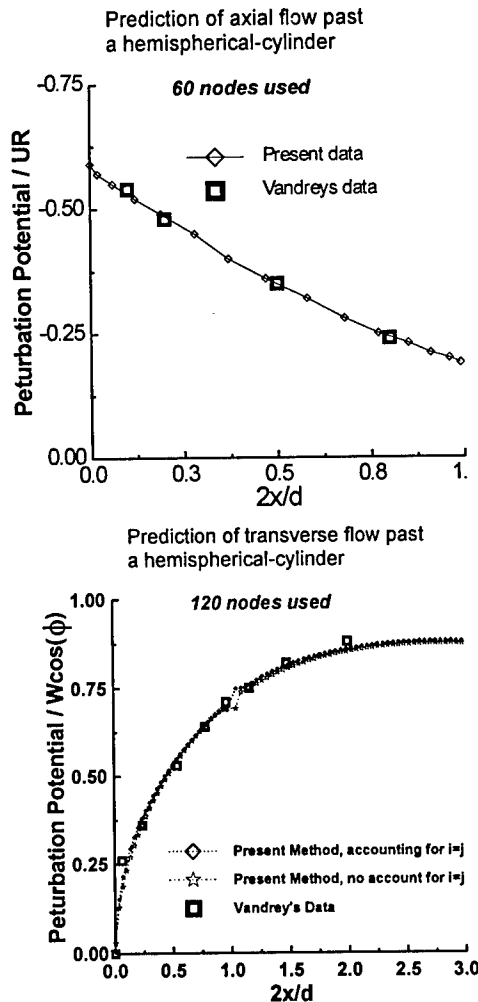 Prediction of axial flow past
a hemispherical-cylinder
60 nodes used
Present data
Vandreys data
Peturbation Potential / UR
-0.75
-0.50
-0.25
0.00
0.0 0.3 0.5 0.8 1.
2x/d
Prediction of transverse flow past
a hemispherical-cylinder
120 nodes used
Peturbation Potential / Wcos(ϕ)
1.00
0.75
0.50
0.25
0.00
Present Method, accounting for i=j
Present Method, no account for i=j
Vandrey's Data
0.0 0.5 1.0 1.5 2.0 2.5 3.0
2x/d